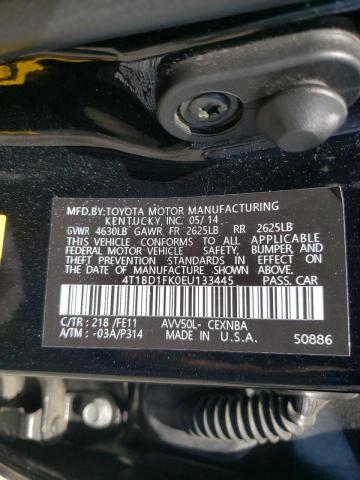 MFD. BY: TOYOTA MOTOR MANUFACTURING
KENTUCKY, INC. 05/14
GVWR 4630LB GAWR FR 2625LB RR 2625LB
THIS VEHICLE CONFORMS TO ALL APPLICABLE
FEDERAL MOTOR VEHICLE SAFETY, BUMPER, AND
THEFT PREVENTION STANDARDS IN EFFECT ON
THE DATE OF MANUFACTURE SHOWN ABOVE.
4T1BD1FK0EU133445 PASS. CAR
C/TR: 218 /FE11 AVV50L- CEXNBA
A/TM: -03A/P314 MADE IN U.S.A.
50886